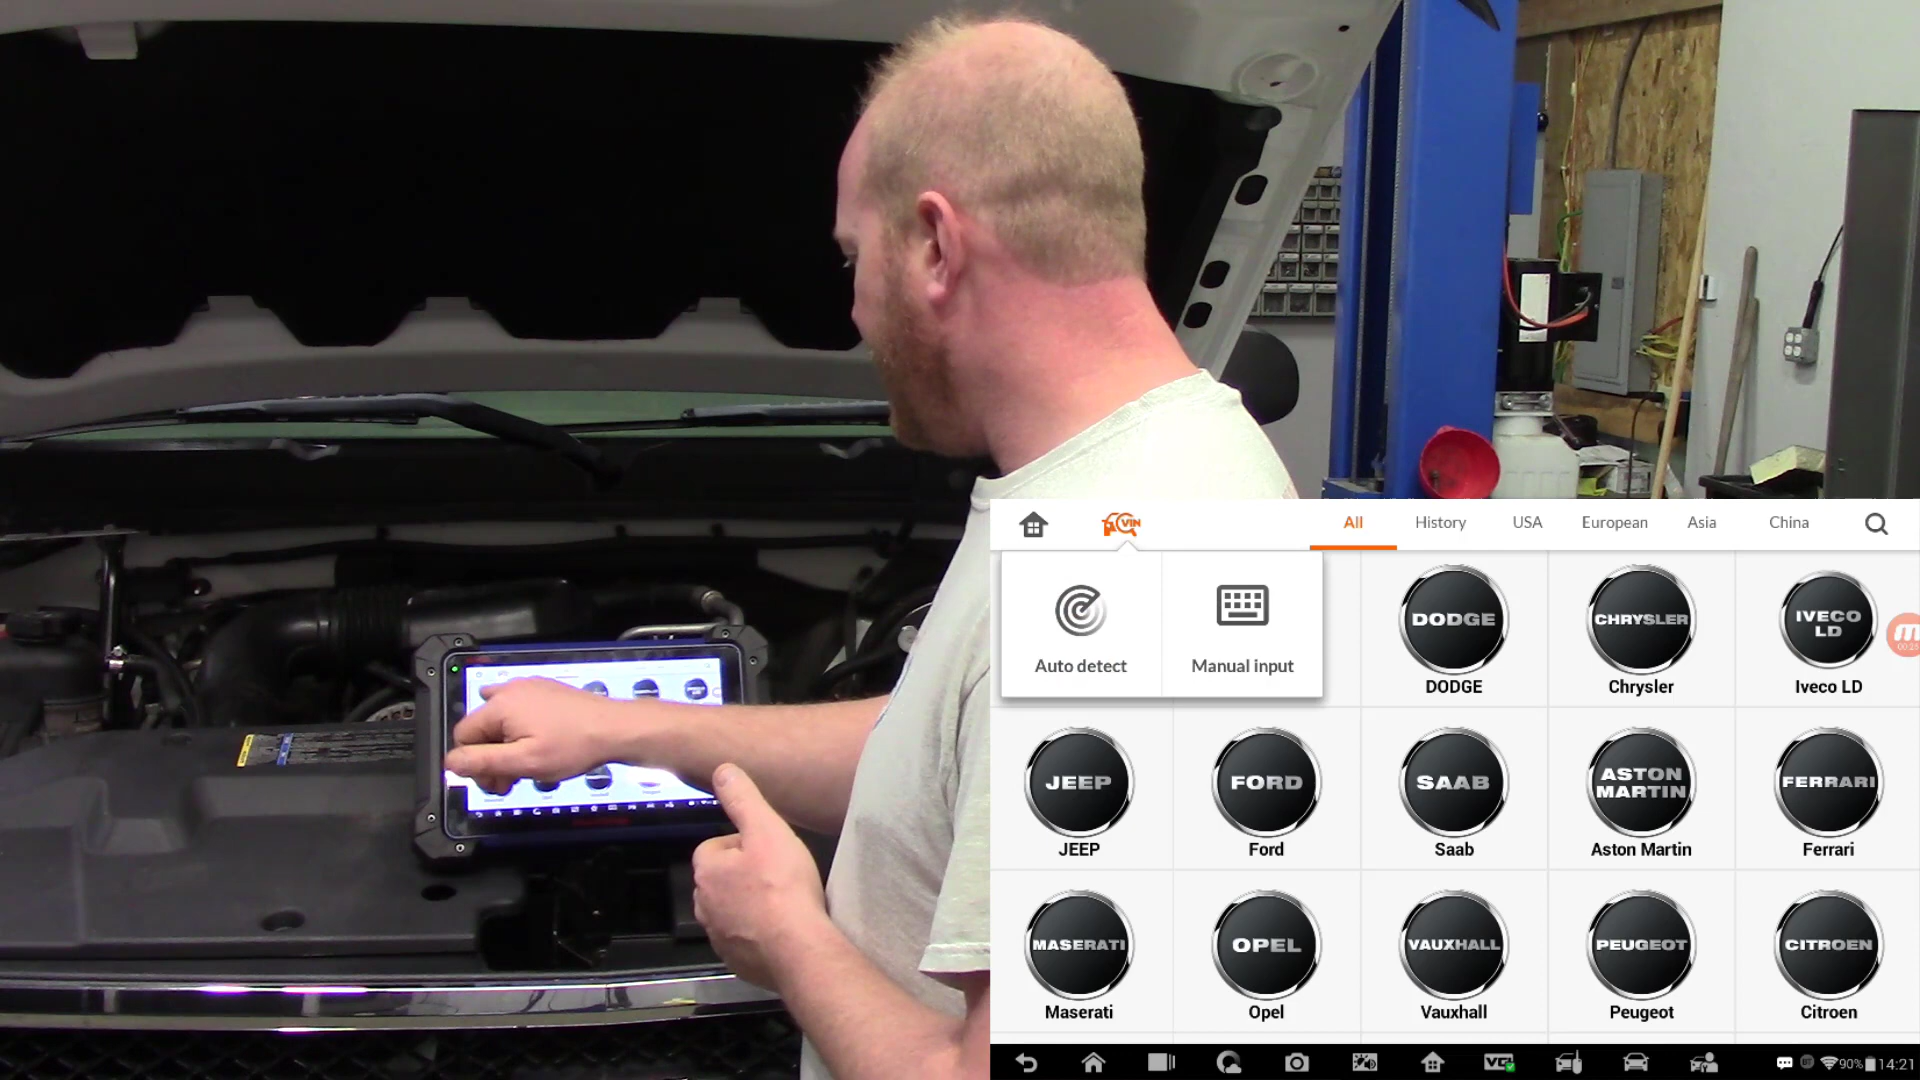 VIN
All
History
USA
European
Asia
China
Auto detect
Manual input
DODGE
DODGE
CHRYSLER
Chrysler
IVECO
LD
Iveco LD
00:25
JEEP
JEEP
FORD
Ford
SAAB
Saab
ASTON
MARTIN
Aston Martin
FERRARI
Ferrari
MASERATI
Maserati
OPEL
Opel
VAUXHALL
Vauxhall
PEUGEOT
Peugeot
CITROEN
Citroen
90%
14:21